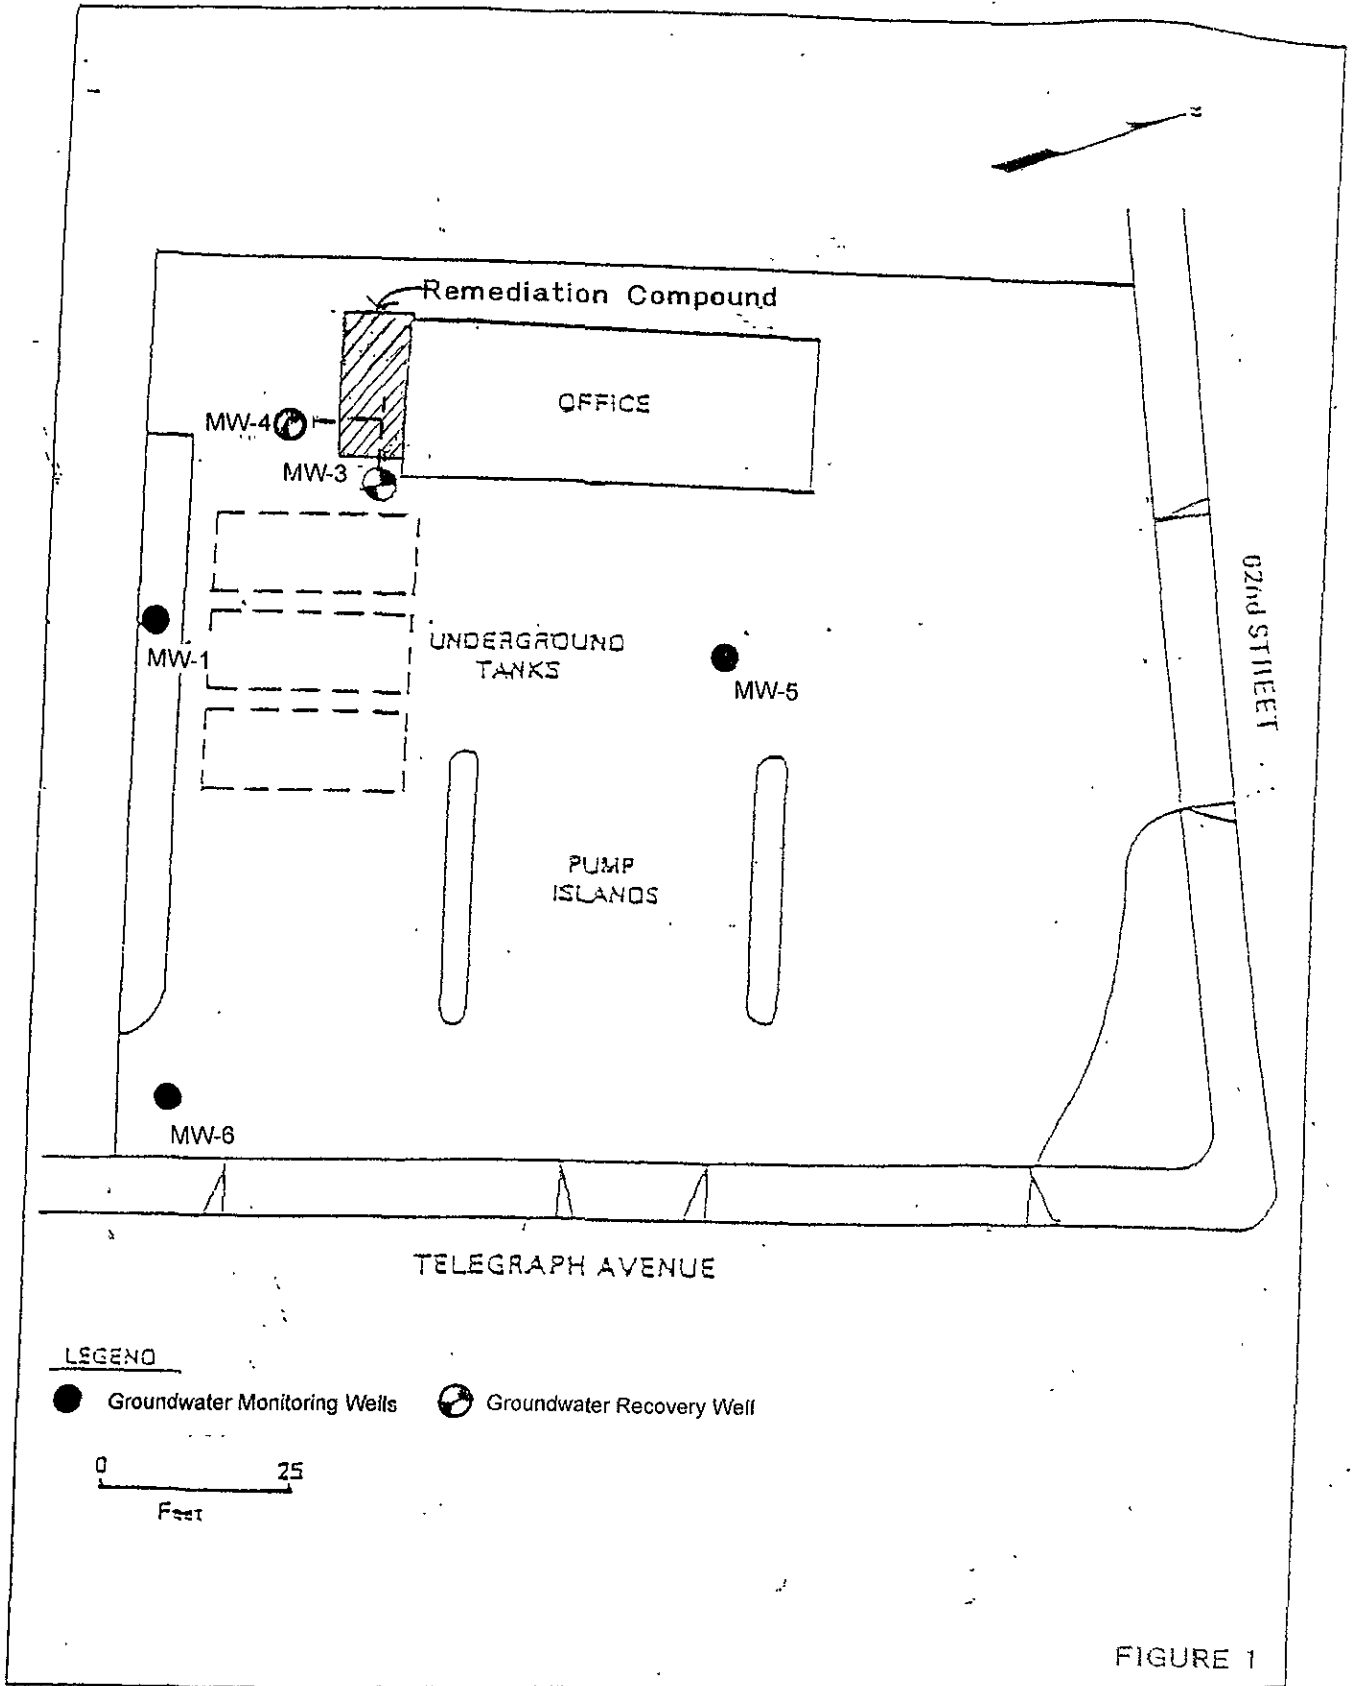 Remediation Compound
OFFICE
MW-4
MW-3
MW-1
UNDERGROUND
TANKS
MW-5
PUMP
ISLANDS
MW-6
STREET
TELEGRAPH AVENUE
LEGEND
Groundwater Monitoring Wells
Groundwater Recovery Well
0 25
Feet
FIGURE 1